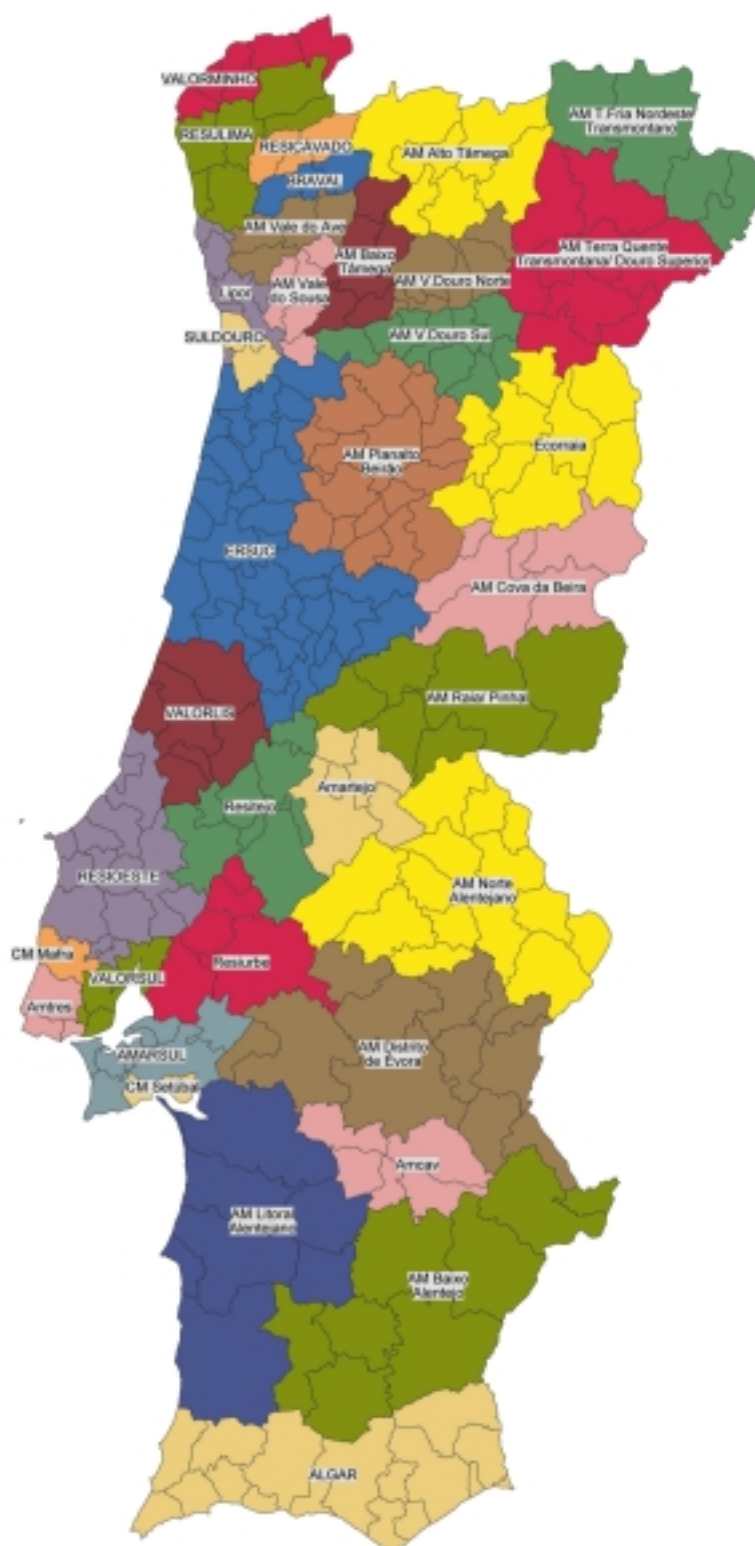 VALORMINHO
RESULIMA
RESICAVADO
BRAVAL
AM Alto Tâmega
AM T.Fria Nordeste
Transmontano
AM Vale do Ave
AM Baixo
Tâmega
AM V.Douro Norte
AM Terra Quente
Transmontana/ Douro Superior
Lipor
AM Vale
do Sousa
SULDOURO
AM V.Douro Sul
AM Planalto
Beirão
Ecorraia
ERSUC
AM Cova da Beira
AM Raia/ Pinhal
VALORLIS
Amartejo
Resitejo
RESIOESTE
AM Norte
Alentejano
CM Mafra
VALORSUL
Resiurbe
Amtres
AMARSUL
AM Distrito
de Évora
CM Setúbal
Amcav
AM Litoral
Alentejano
AM Baixo
Alentejo
ALGAR